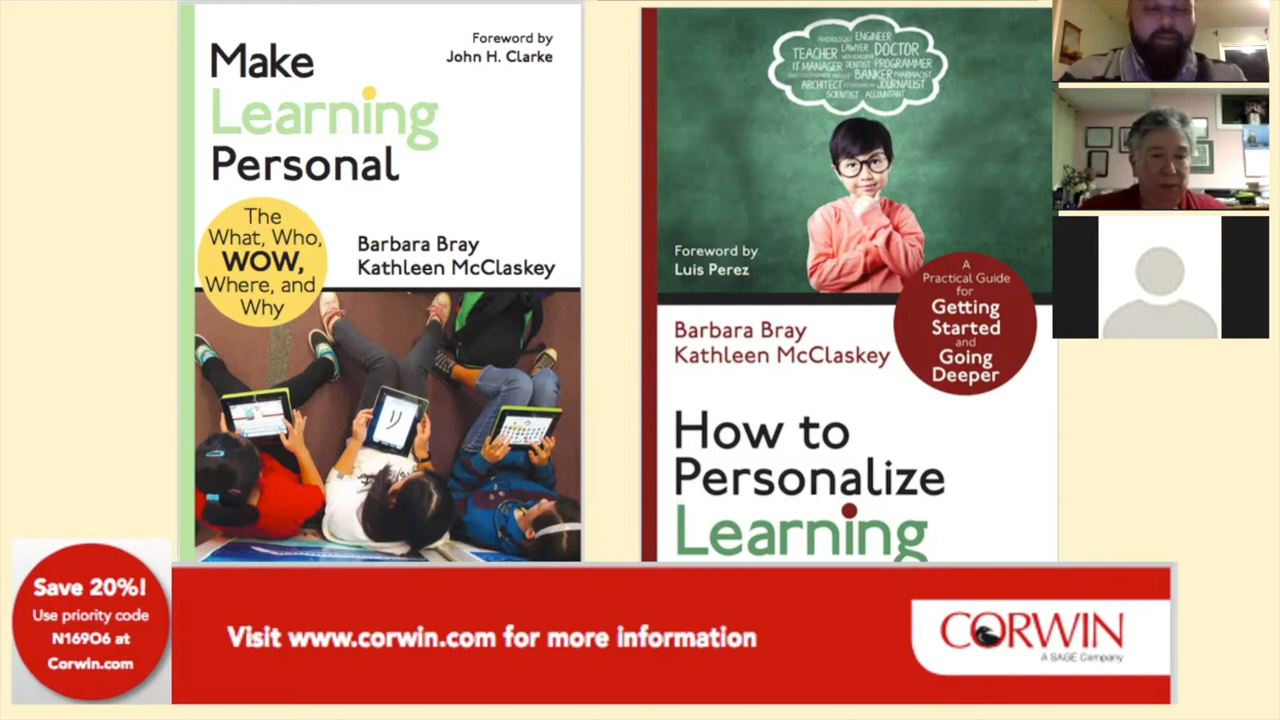 Make
Learning
Personal
Foreword by
John H. Clarke
The
What, Who,
WOW,
Where, and
Why
Barbara Bray
Kathleen McClaskey
ENGINEER
TEACHER
LAWYER
DOCTOR
IT MANAGER
DENTIST
PROGRAMMER
BANKER
PHARMACIST
ARCHITECT
JOURNALIST
SCIENTIST
ACCOUNTANT
Foreword by
Luis Perez
A
Practical Guide
for
Getting
Started
and
Going
Deeper
Barbara Bray
Kathleen McClaskey
How to
Personalize
Learning
Save 20%!
Use priority code
N169O6 at
Corwin.com
Visit www.corwin.com for more information
CORWIN
A SAGE Company